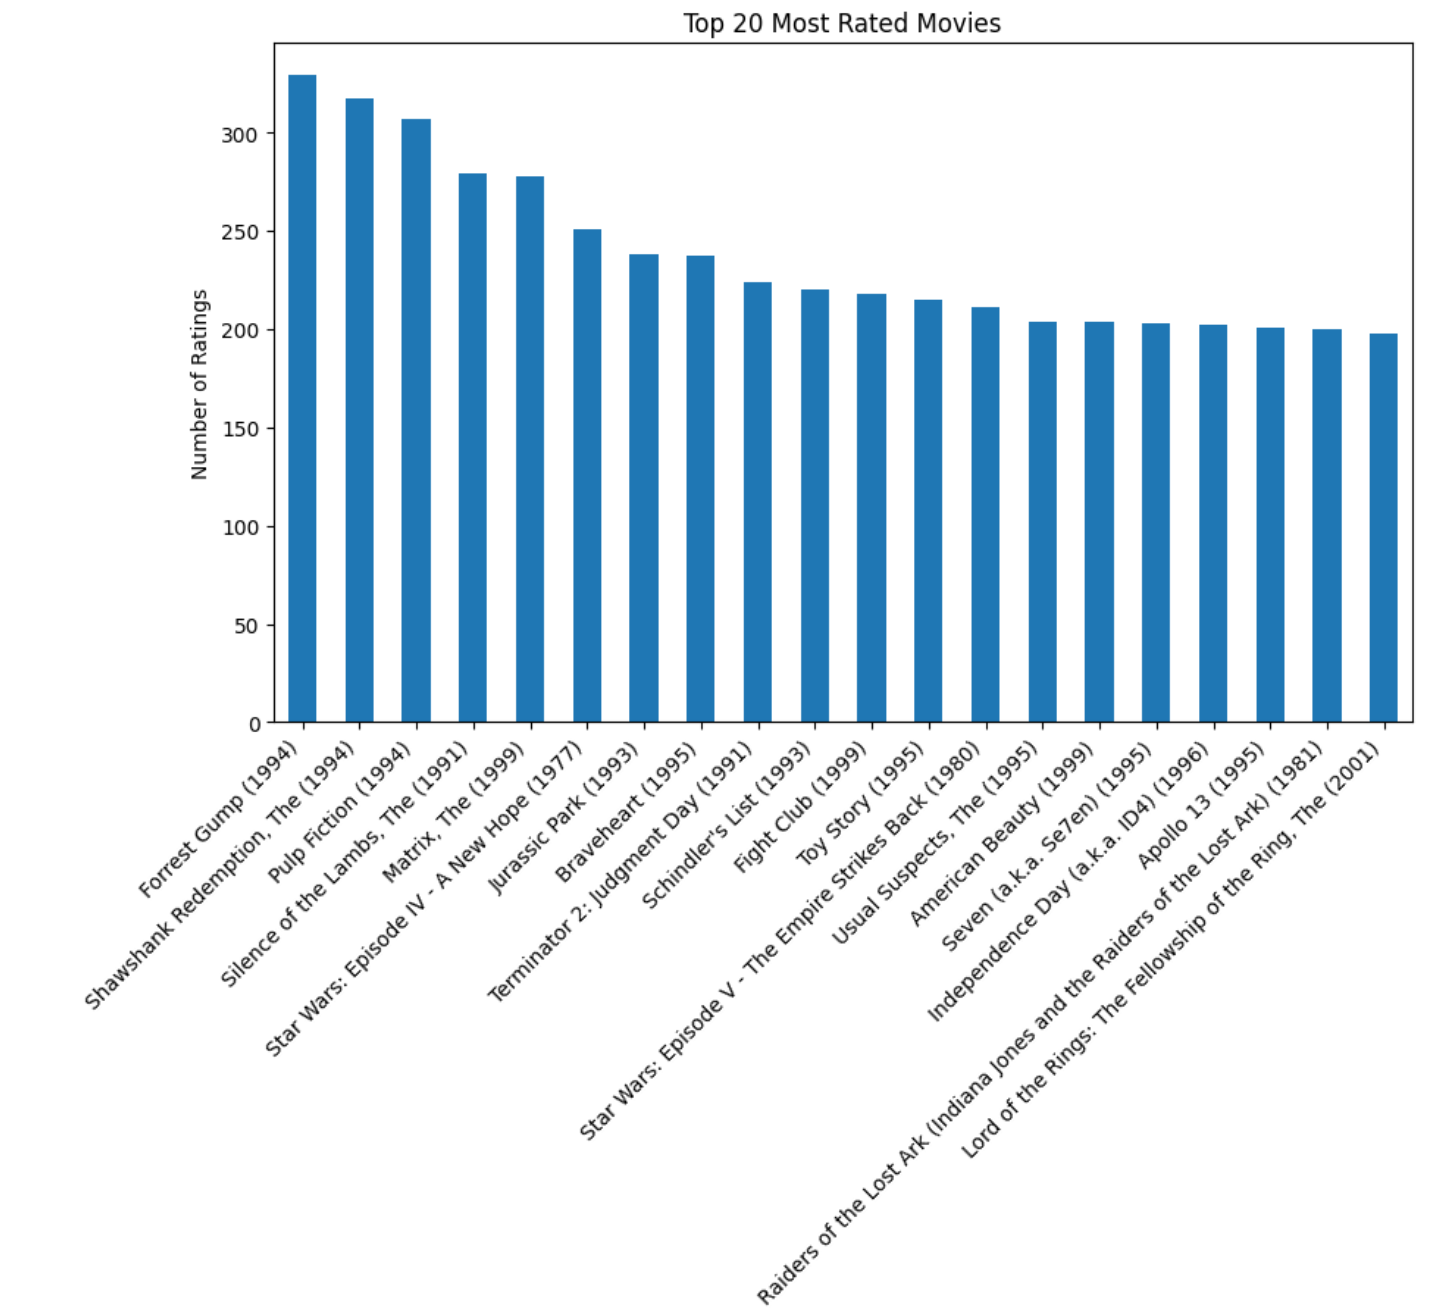 Top 20 Most Rated Movies
Number of Ratings
300
250
200
150
100
50
0
Forrest Gump (1994)
Shawshank Redemption, The (1994)
Pulp Fiction (1994)
Silence of the Lambs, The (1991)
Matrix, The (1999)
Star Wars: Episode IV - A New Hope (1977)
Jurassic Park (1993)
Braveheart (1995)
Terminator 2: Judgment Day (1991)
Schindler's List (1993)
Fight Club (1999)
Toy Story (1995)
Star Wars: Episode V - The Empire Strikes Back (1980)
Usual Suspects, The (1995)
American Beauty (1999)
Seven (a.k.a. Se7en) (1995)
Independence Day (a.k.a. ID4) (1996)
Apollo 13 (1995)
Raiders of the Lost Ark (Indiana Jones and the Raiders of the Lost Ark) (1981)
Lord of the Rings: The Fellowship of the Ring, The (2001)